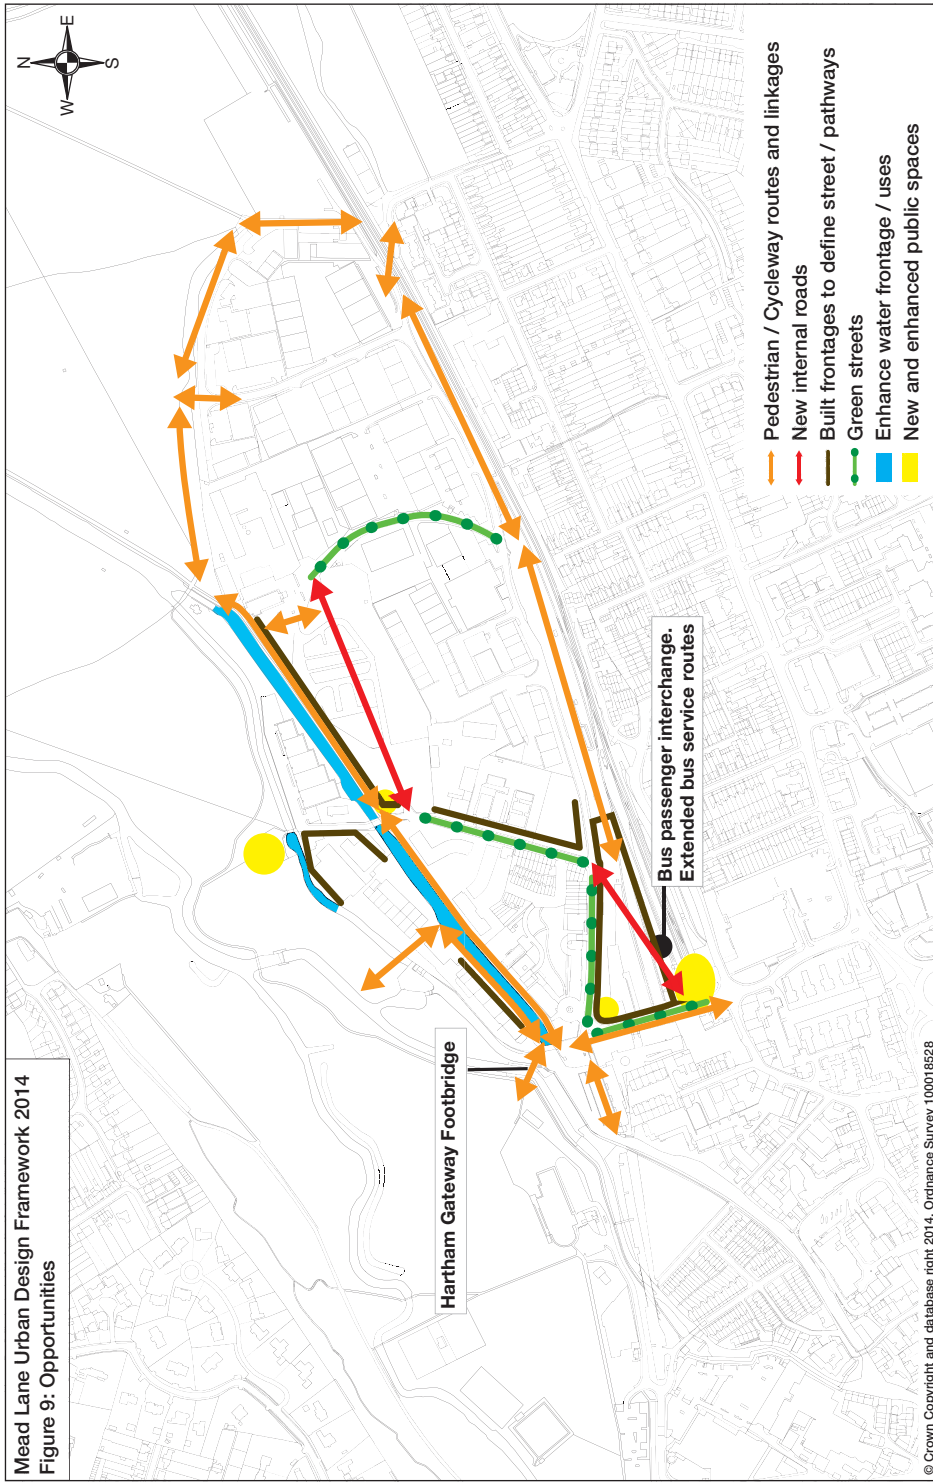 Mead Lane Urban Design Framework 2014
Figure 9: Opportunities
N
E
S
W
Hartham Gateway Footbridge
Bus passenger interchange.
Extended bus service routes
Pedestrian / Cycleway routes and linkages
New internal roads
Built frontages to define street / pathways
Green streets
Enhance water frontage / uses
New and enhanced public spaces
© Crown Copyright and database right 2014. Ordnance Survey 100018528